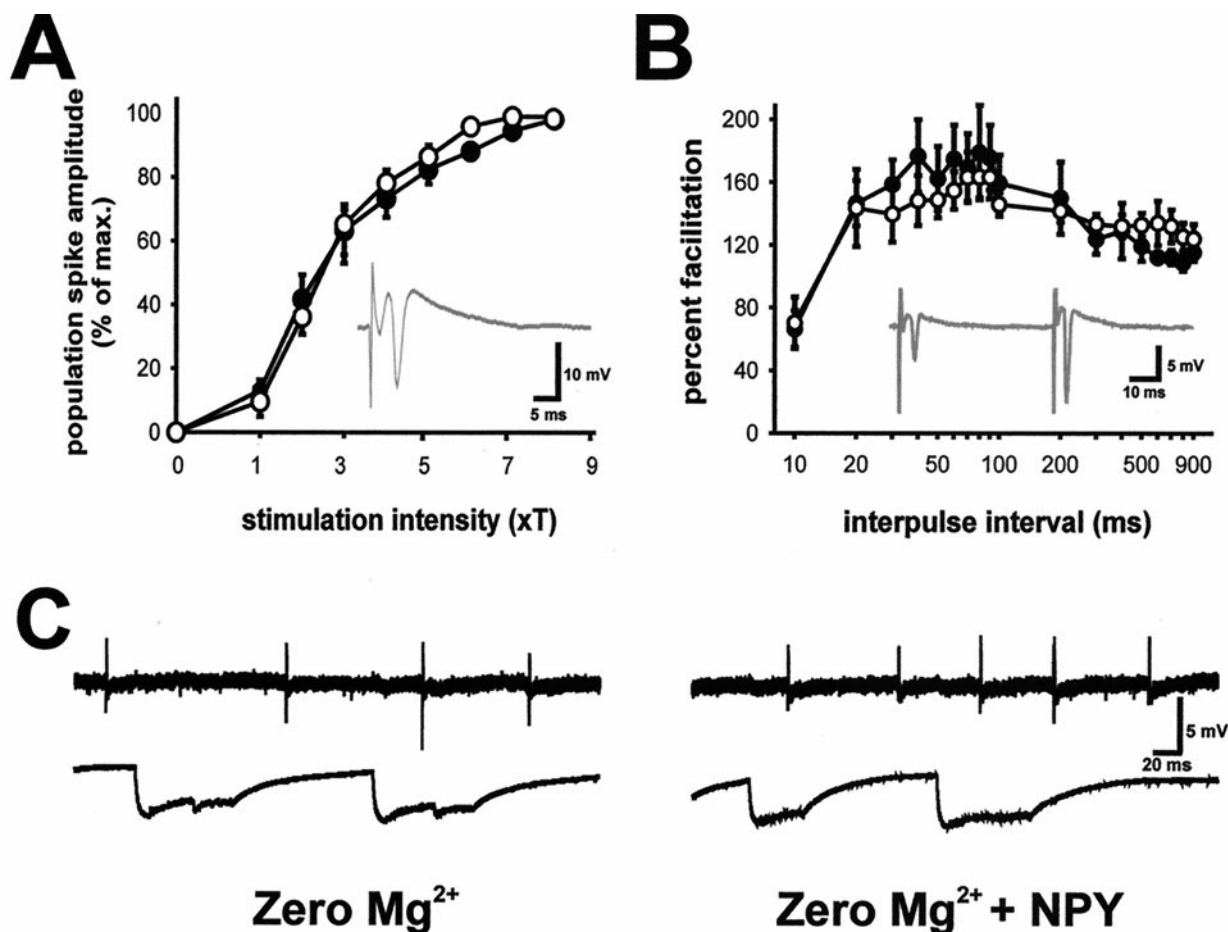 A
B
population spike amplitude
(% of max.)
100
80
60
40
20
0
0 1 3 5 7 9
stimulation intensity (xT)
10 mV
5 ms
percent facilitation
200
160
120
80
40
0
10 20 50 100 200 500 900
interpulse interval (ms)
5 mV
10 ms
C
5 mV
20 ms
Zero Mg²⁺
Zero Mg²⁺ + NPY